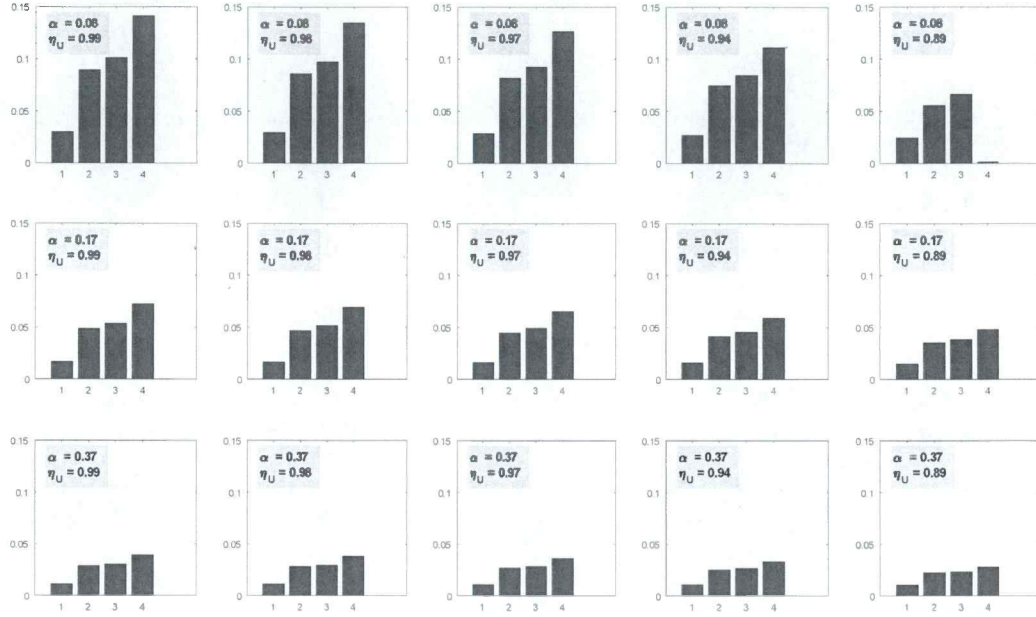 0.15
α = 0.08
η_U = 0.99
0.1
0.05
0
1 2 3 4
0.15
α = 0.08
η_U = 0.98
0.1
0.05
0
1 2 3 4
0.15
α = 0.08
η_U = 0.97
0.1
0.05
0
1 2 3 4
0.15
α = 0.08
η_U = 0.94
0.1
0.05
0
1 2 3 4
0.15
α = 0.08
η_U = 0.89
0.1
0.05
0
1 2 3 4
0.15
α = 0.17
η_U = 0.99
0.1
0.05
0
1 2 3 4
0.15
α = 0.17
η_U = 0.98
0.1
0.05
0
1 2 3 4
0.15
α = 0.17
η_U = 0.97
0.1
0.05
0
1 2 3 4
0.15
α = 0.17
η_U = 0.94
0.1
0.05
0
1 2 3 4
0.15
α = 0.17
η_U = 0.89
0.1
0.05
0
1 2 3 4
0.15
α = 0.37
η_U = 0.99
0.1
0.05
0
1 2 3 4
0.15
α = 0.37
η_U = 0.98
0.1
0.05
0
1 2 3 4
0.15
α = 0.37
η_U = 0.97
0.1
0.05
0
1 2 3 4
0.15
α = 0.37
η_U = 0.94
0.1
0.05
0
1 2 3 4
0.15
α = 0.37
η_U = 0.89
0.1
0.05
0
1 2 3 4